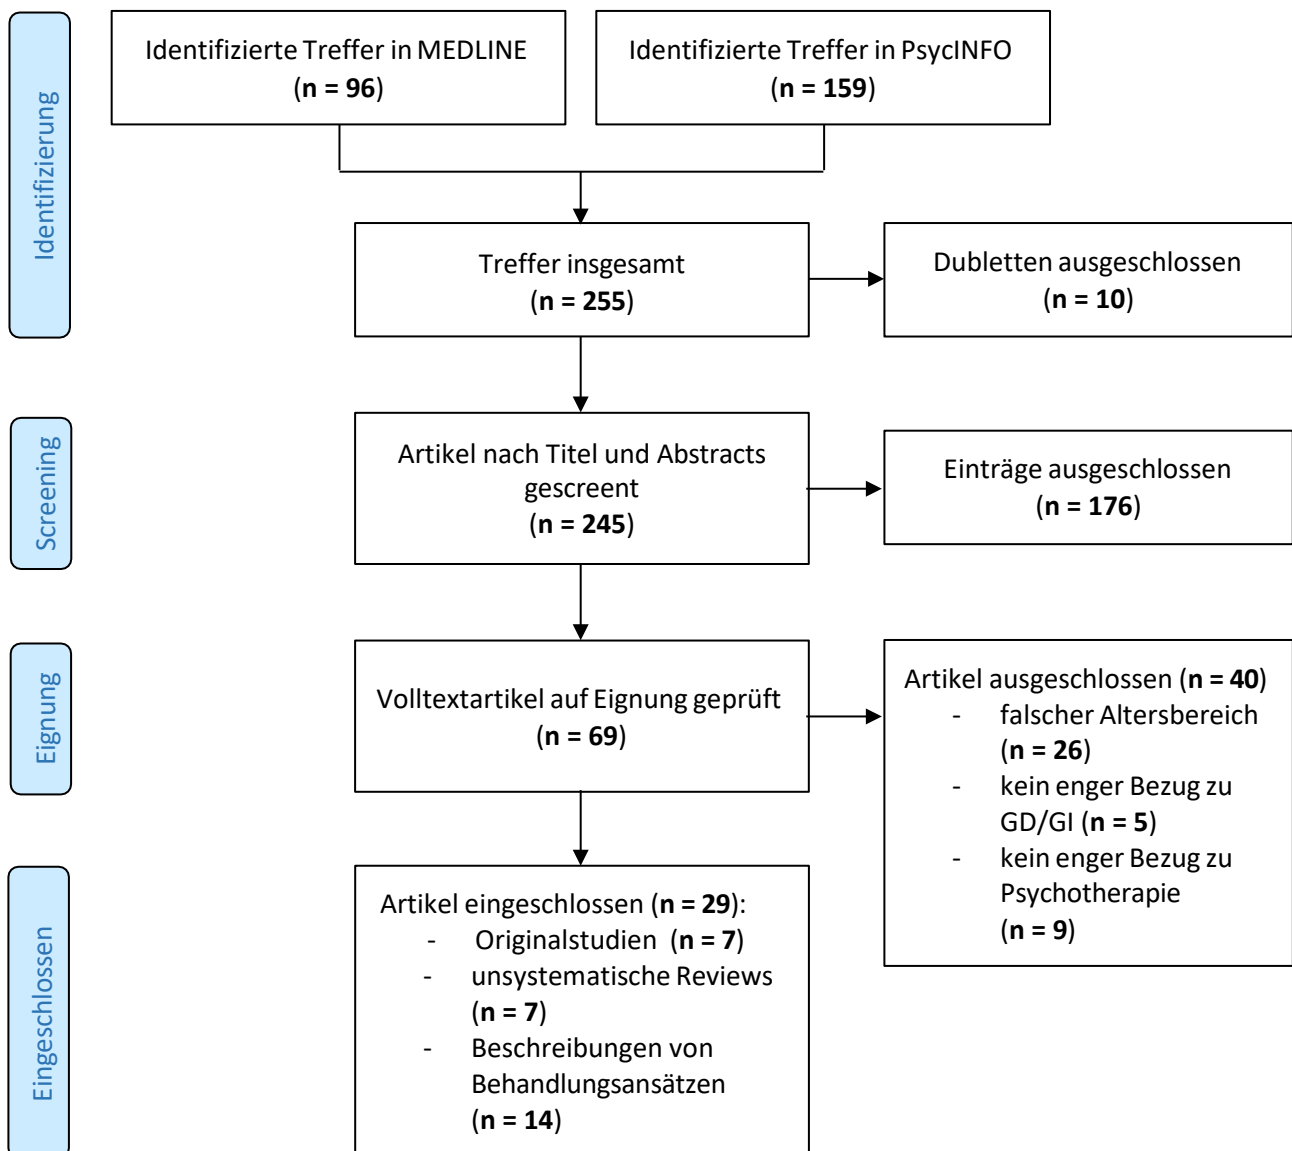 Identifizierung
Identifizierte Treffer in MEDLINE
(n = 96)
Identifizierte Treffer in PsycINFO
(n = 159)
Treffer insgesamt
(n = 255)
Dubletten ausgeschlossen
(n = 10)
Screening
Artikel nach Titel und Abstracts
gescreent
(n = 245)
Einträge ausgeschlossen
(n = 176)
Eignung
Volltextartikel auf Eignung geprüft
(n = 69)
Artikel ausgeschlossen (n = 40)
- falscher Altersbereich
(n = 26)
- kein enger Bezug zu
GD/GI (n = 5)
- kein enger Bezug zu
Psychotherapie
(n = 9)
Eingeschlossen
Artikel eingeschlossen (n = 29):
- Originalstudien (n = 7)
- unsystematische Reviews
(n = 7)
- Beschreibungen von
Behandlungsansätzen
(n = 14)